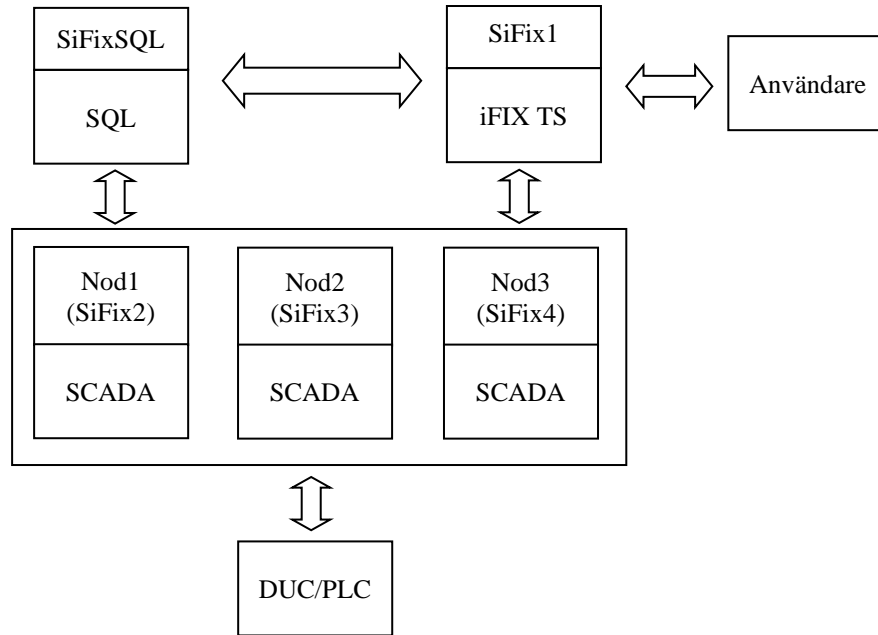 SiFixSQL
SQL
SiFix1
iFIX TS
Användare
Nod1
(SiFix2)
SCADA
Nod2
(SiFix3)
SCADA
Nod3
(SiFix4)
SCADA
DUC/PLC